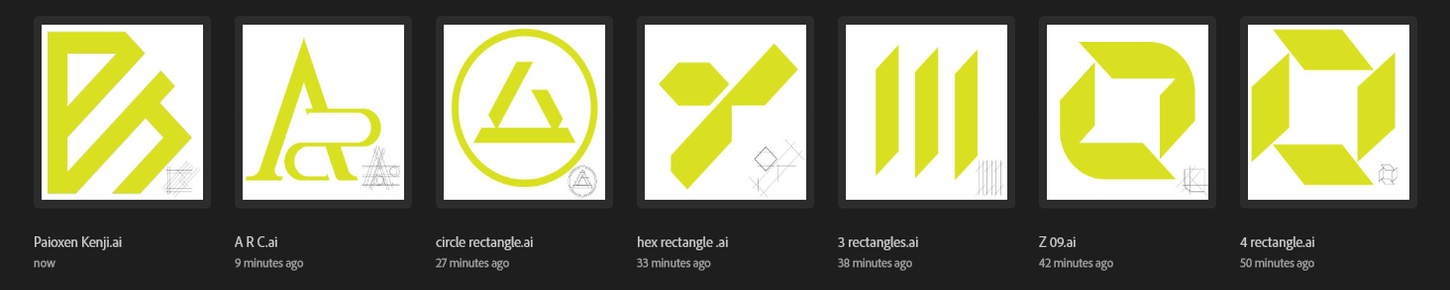 Paioxen Kenji.ai
now
A R C.ai
9 minutes ago
circle rectangle.ai
27 minutes ago
hex rectangle .ai
33 minutes ago
3 rectangles.ai
38 minutes ago
Z 09.ai
42 minutes ago
4 rectangle.ai
50 minutes ago